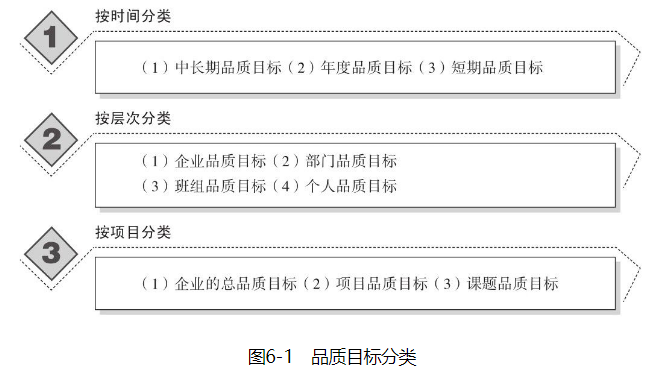 1
按时间分类
（1）中长期品质目标（2）年度品质目标（3）短期品质目标
2
按层次分类
（1）企业品质目标（2）部门品质目标
（3）班组品质目标（4）个人品质目标
3
按项目分类
（1）企业的总品质目标（2）项目品质目标（3）课题品质目标
图6-1　品质目标分类